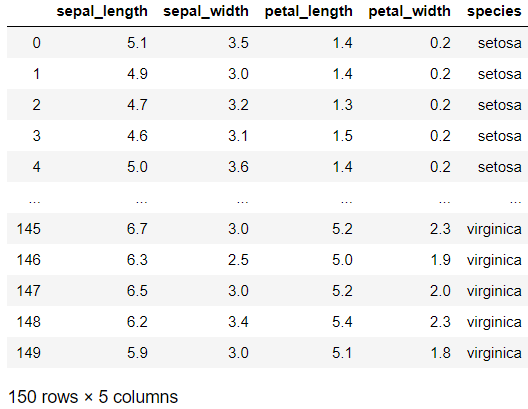 sepal_length sepal_width petal_length petal_width species
0 5.1 3.5 1.4 0.2 setosa
1 4.9 3.0 1.4 0.2 setosa
2 4.7 3.2 1.3 0.2 setosa
3 4.6 3.1 1.5 0.2 setosa
4 5.0 3.6 1.4 0.2 setosa
... ... ... ... ... ...
145 6.7 3.0 5.2 2.3 virginica
146 6.3 2.5 5.0 1.9 virginica
147 6.5 3.0 5.2 2.0 virginica
148 6.2 3.4 5.4 2.3 virginica
149 5.9 3.0 5.1 1.8 virginica
150 rows × 5 columns